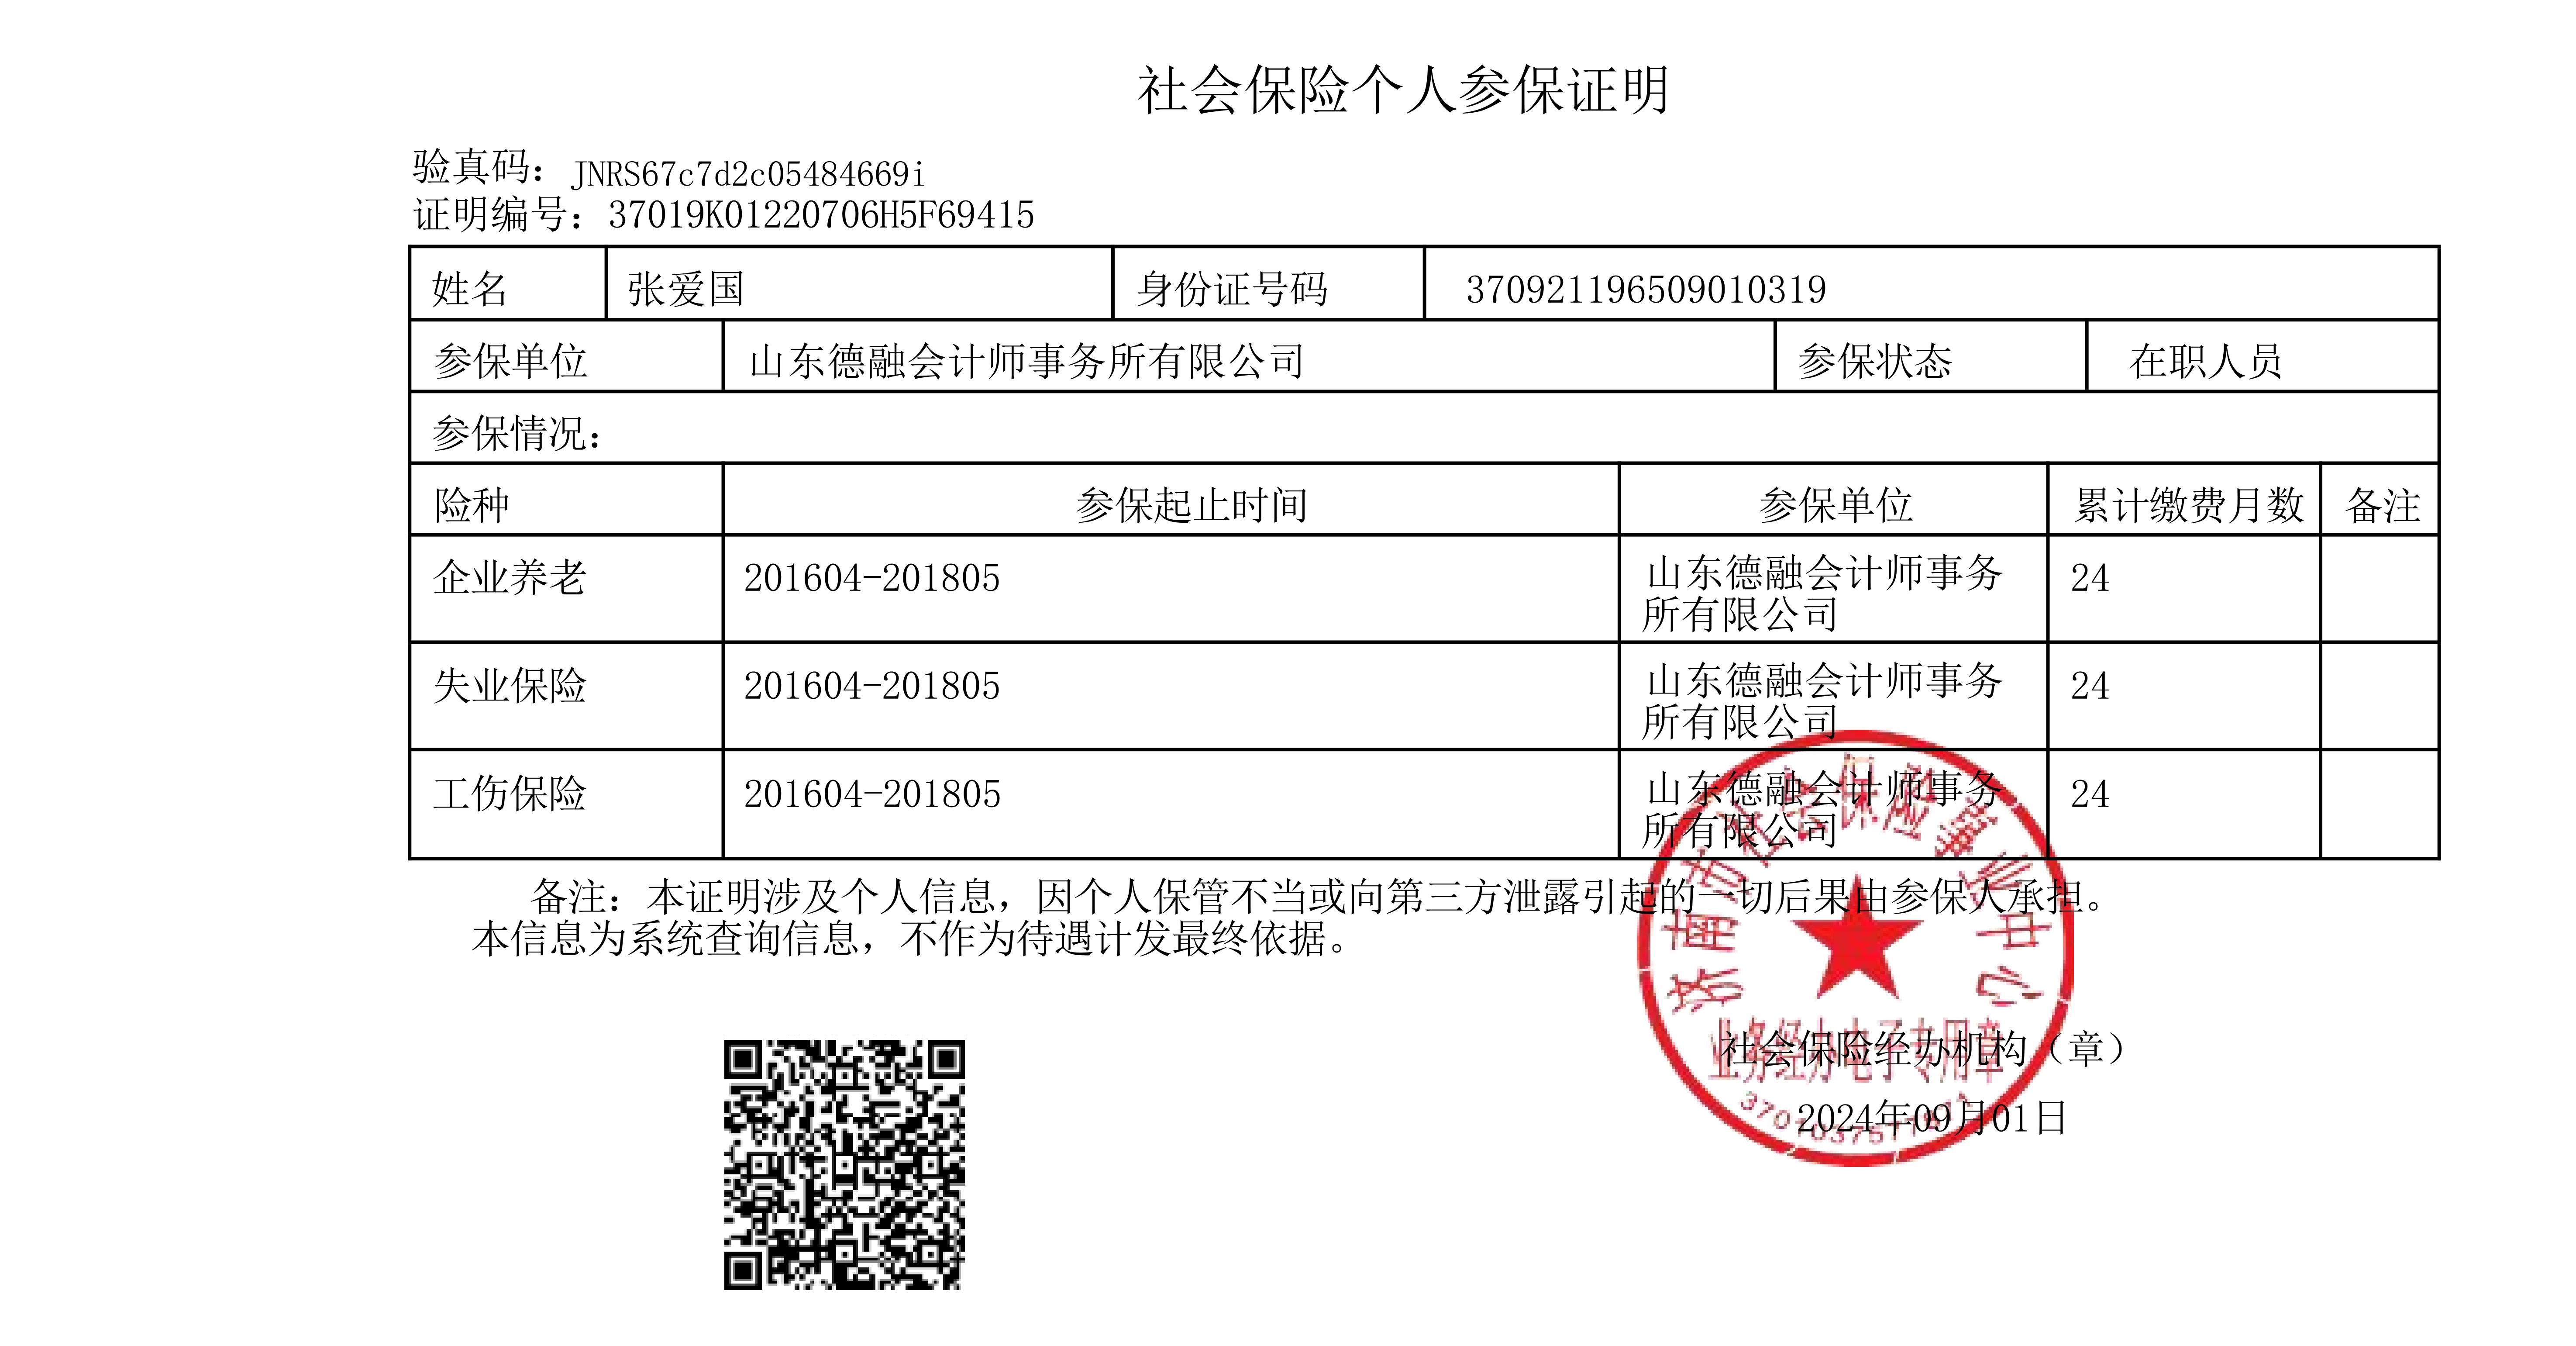 社会保险个人参保证明
验真码：JNRS67c7d2c05484669i
证明编号：37019K01220706H5F69415
姓名 张爱国 身份证号码 370921196509010319
参保单位 山东德融会计师事务所有限公司 参保状态 在职人员
参保情况：
险种 参保起止时间 参保单位 累计缴费月数 备注
企业养老 201604-201805 山东德融会计师事务 24
所有限公司
失业保险 201604-201805 山东德融会计师事务 24
所有限公司
工伤保险 201604-201805 山东德融会计师事务 24
所有限公司
备注：本证明涉及个人信息，因个人保管不当或向第三方泄露引起的一切后果由参保人承担。
本信息为系统查询信息，不作为待遇计发最终依据。
济南市社会保险事业中心
业务经办电子专用章
社会保险经办机构（章）
2024年09月01日